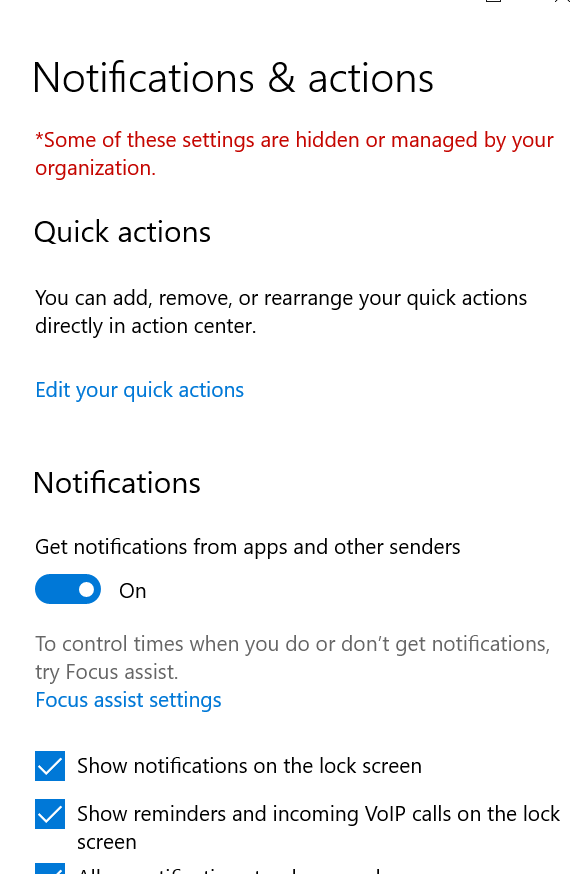 Notifications & actions
*Some of these settings are hidden or managed by your
organization.
Quick actions
You can add, remove, or rearrange your quick actions
directly in action center.
Edit your quick actions
Notifications
Get notifications from apps and other senders
On
To control times when you do or don't get notifications,
try Focus assist.
Focus assist settings
Show notifications on the lock screen
Show reminders and incoming VoIP calls on the lock
screen